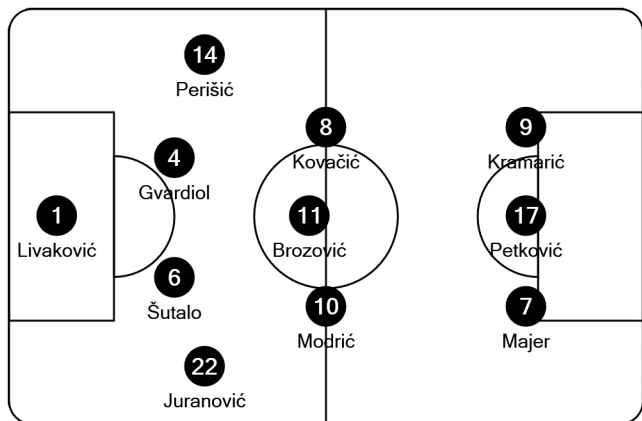 14
Perišić
8
Kovačić
9
Kramarić
4
Gvardiol
1
Livaković
11
Brozović
17
Petković
6
Šutalo
10
Modrić
7
Majer
22
Juranović